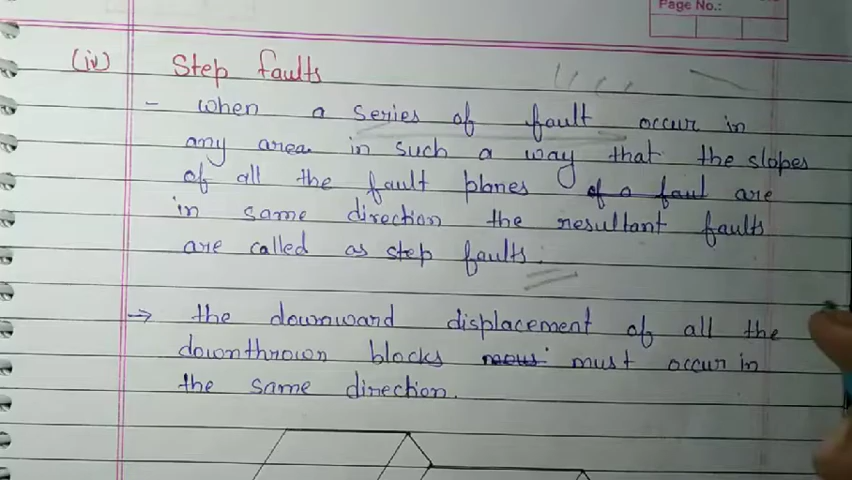 Page No.:
(iv) Step faults
- when a series of fault occur in
any area in such a way that the slopes
of all the fault planes of a faul are
in same direction the resultant faults
are called as step faults.
→ the downward displacement of all the
downthrown blocks must occur in
the same direction.